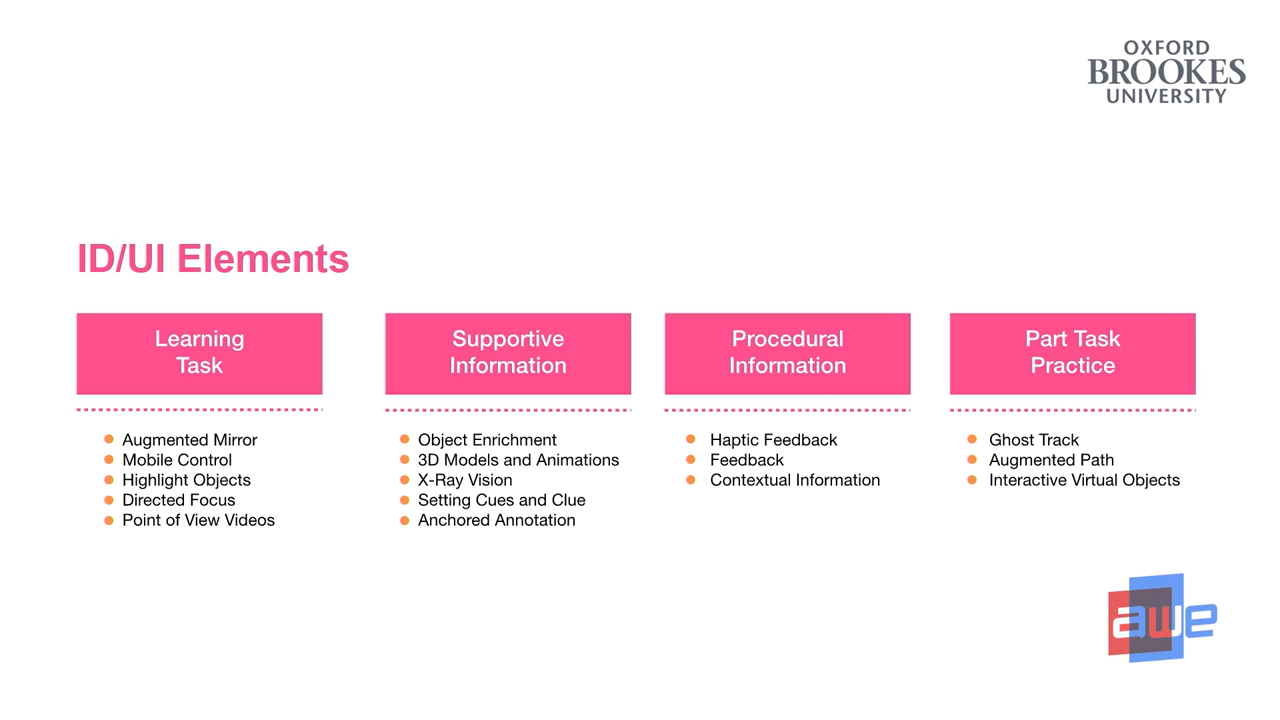 OXFORD
BROOKES
UNIVERSITY
ID/UI Elements
Learning
Task
Augmented Mirror
Mobile Control
Highlight Objects
Directed Focus
Point of View Videos
Supportive
Information
Object Enrichment
3D Models and Animations
X-Ray Vision
Setting Cues and Clue
Anchored Annotation
Procedural
Information
Haptic Feedback
Feedback
Contextual Information
Part Task
Practice
Ghost Track
Augmented Path
Interactive Virtual Objects
awe